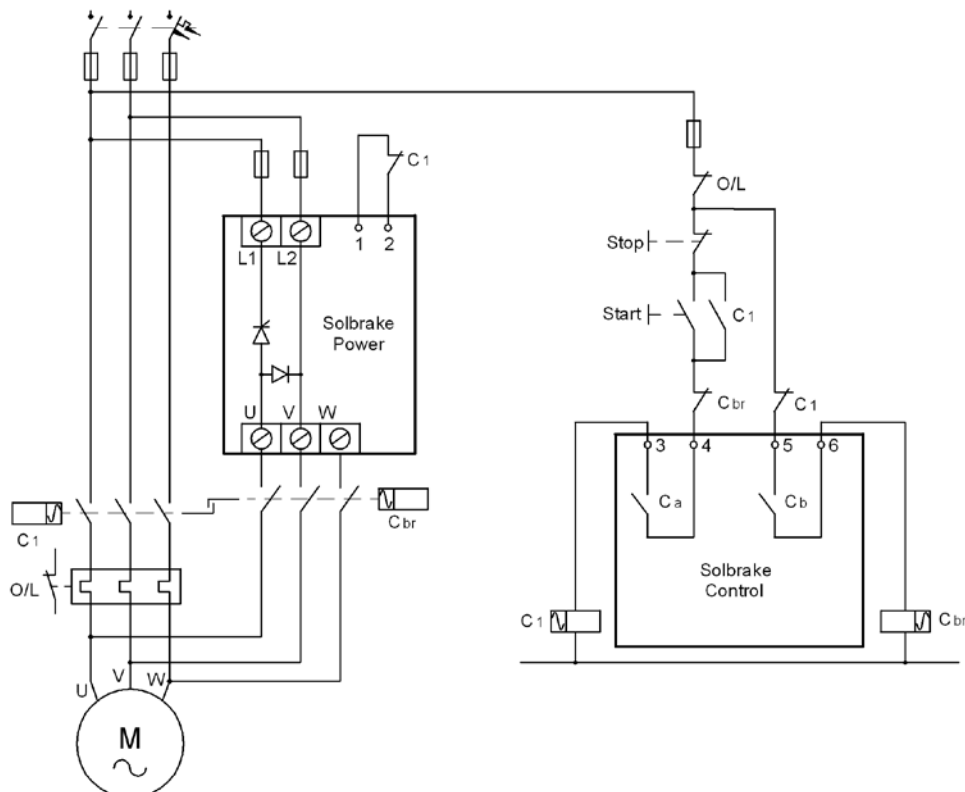 C1
1 2
O/L
L1 L2
Stop
Solbrake
Power
Start
C1
U V W
Cbr
C1
3 4 5 6
C1
Cbr
Ca
Cb
O/L
Solbrake
Control
C1
Cbr
U V W
M